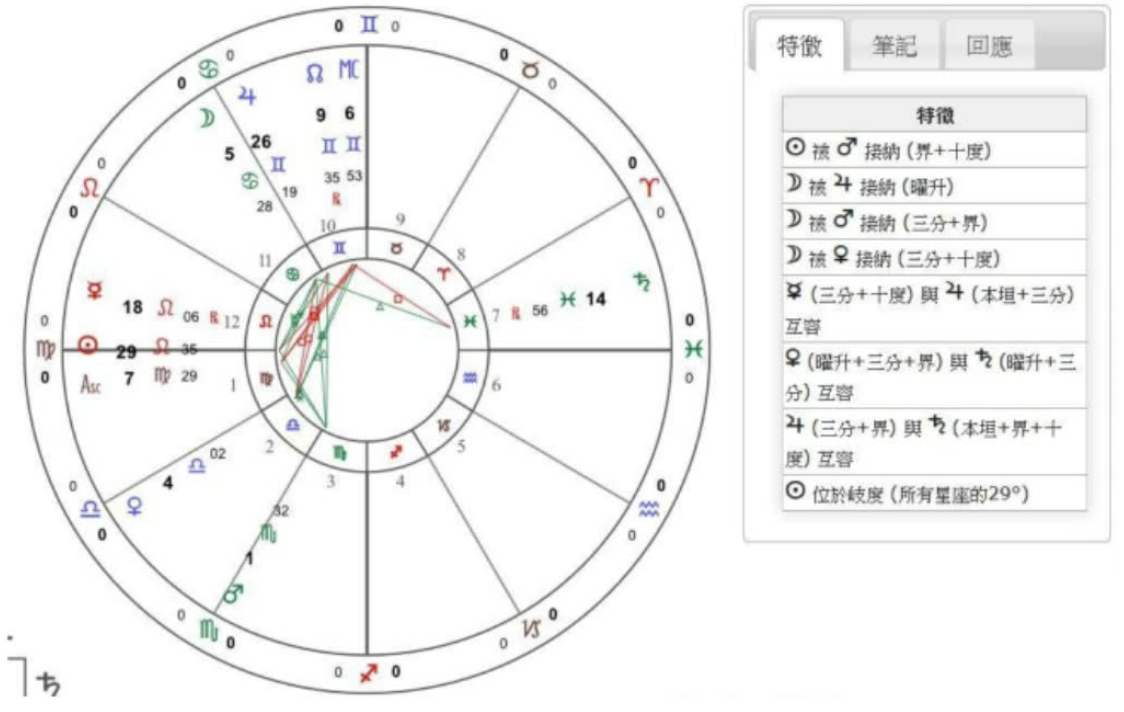 0 ♊ 0
0 ♋ 0
0 ♉ 0
☊ MC
♃
☽
9 6
26
♊ ♊
5
♊
35 53
♋
19
℞
28
0
♌
0
0
♈
0
10
9
11
8
♊
♉
♋
♈
☿
18 ♌ 06 ℞ 12
♌
♓
7 ℞ 56 ♓ 14
♄
0
♍
0
☉ 29 ♌ 35
Asc 7 ♍ 29
1
♍
♒
6
0
♓
0
♎
♑
2
5
♏
♐
3
4
♀
4
♎
02
32
♏
1
♂
0
♎
0
0
♒
0
0 ♏ 0
0 ♑ 0
0 ♐ 0
♄
特徵 筆記 回應
特徵
☉ 被 ♂ 接納 (界+十度)
☽ 被 ♃ 接納 (曜升)
☽ 被 ♂ 接納 (三分+界)
☽ 被 ♀ 接納 (三分+十度)
☿ (三分+十度) 與 ♃ (本垣+三分)
互容
♀ (曜升+三分+界) 與 ♄ (曜升+三
分) 互容
♃ (三分+界) 與 ♄ (本垣+界+十
度) 互容
☉ 位於歧度 (所有星座的29°)